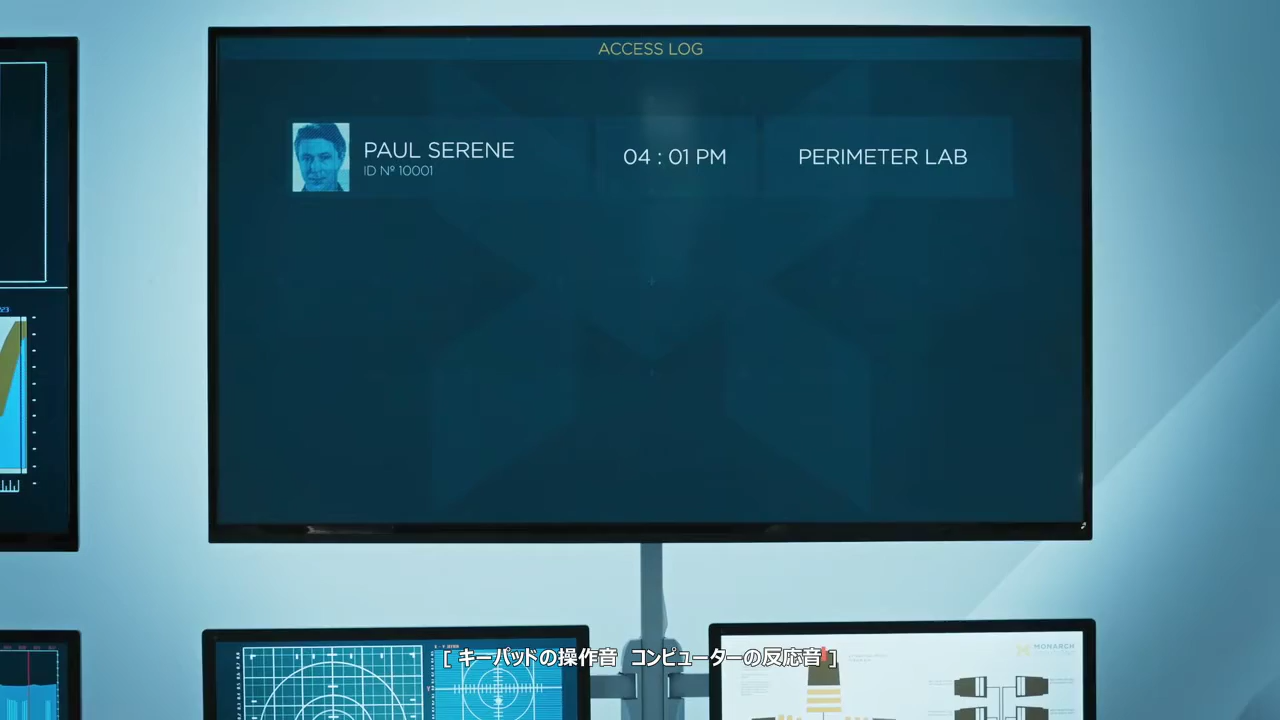 ACCESS LOG
PAUL SERENE
ID Nº 10001
04 : 01 PM
PERIMETER LAB
MONARCH
[ キーパッドの操作音 コンピューターの反応音 ]